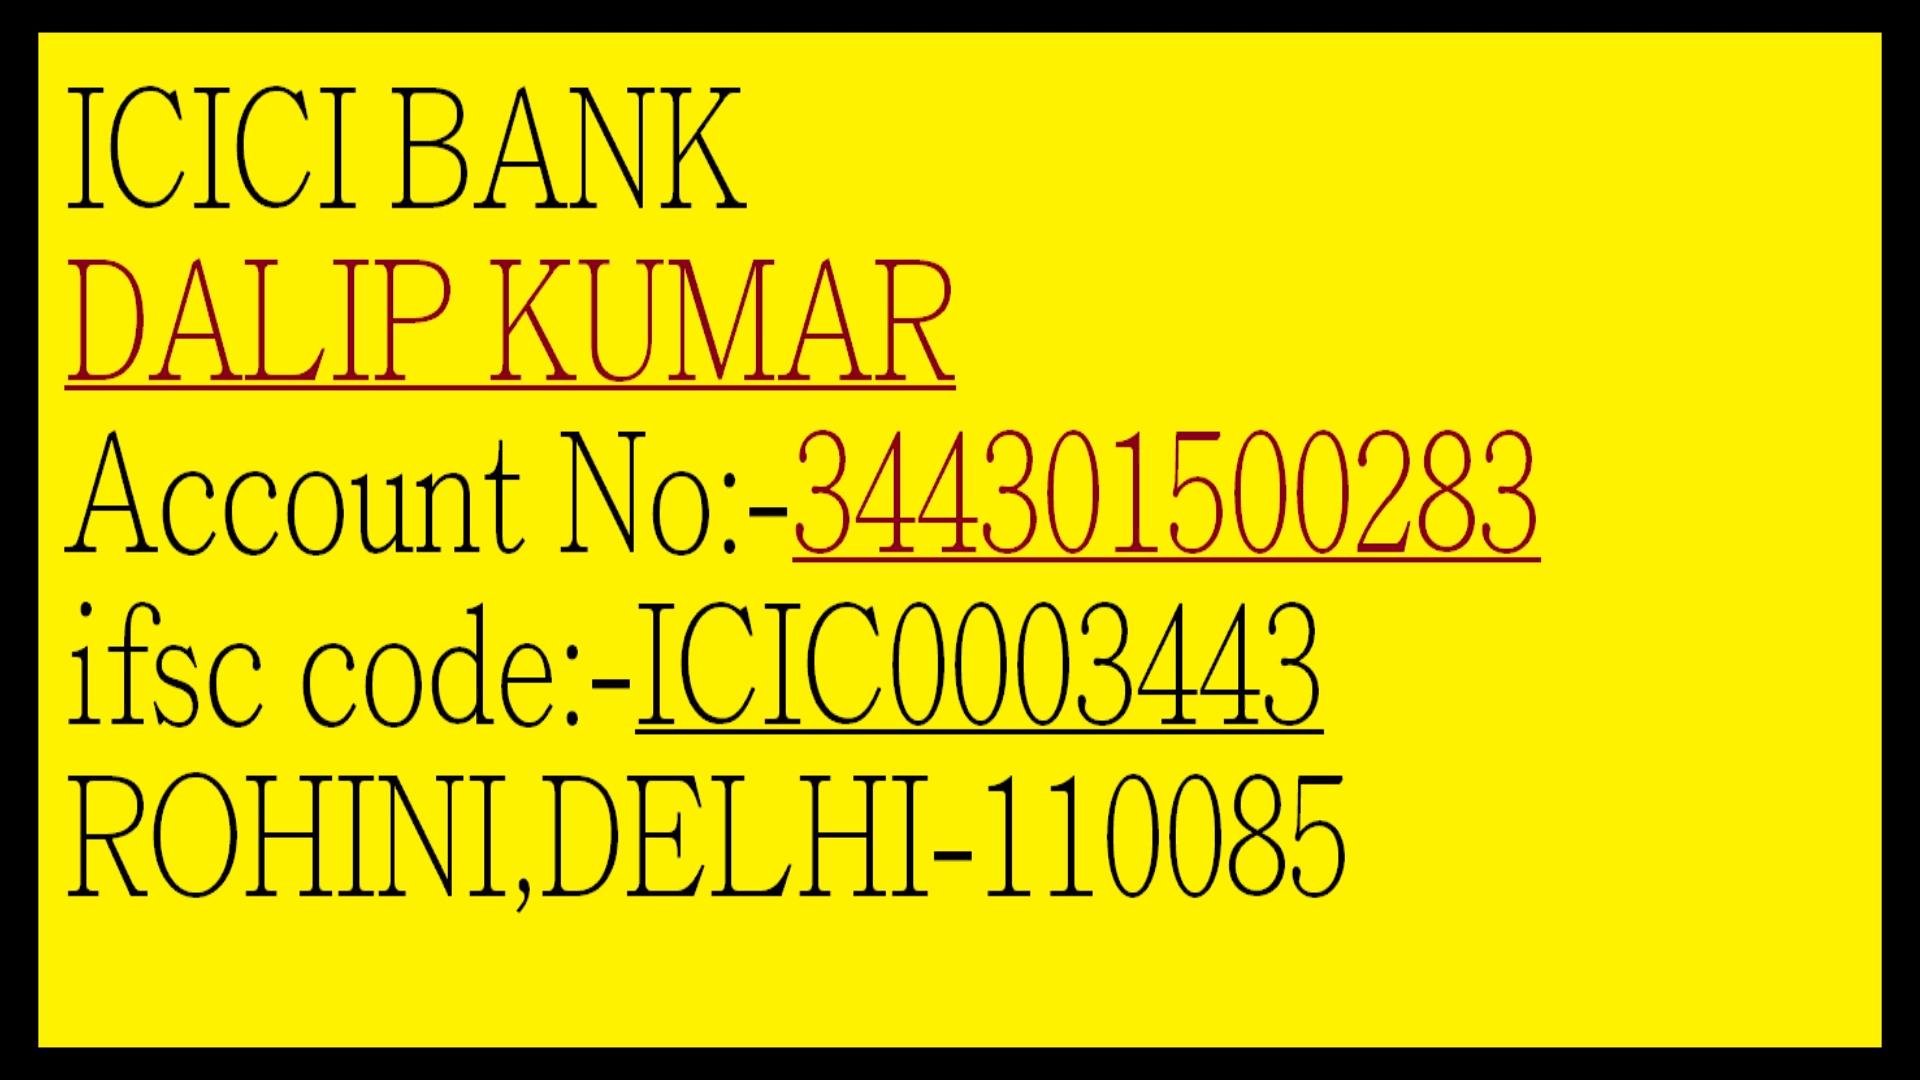 ICICI BANK
DALIP KUMAR
Account No:-344301500283
ifsc code:-ICIC0003443
ROHINI,DELHI-110085